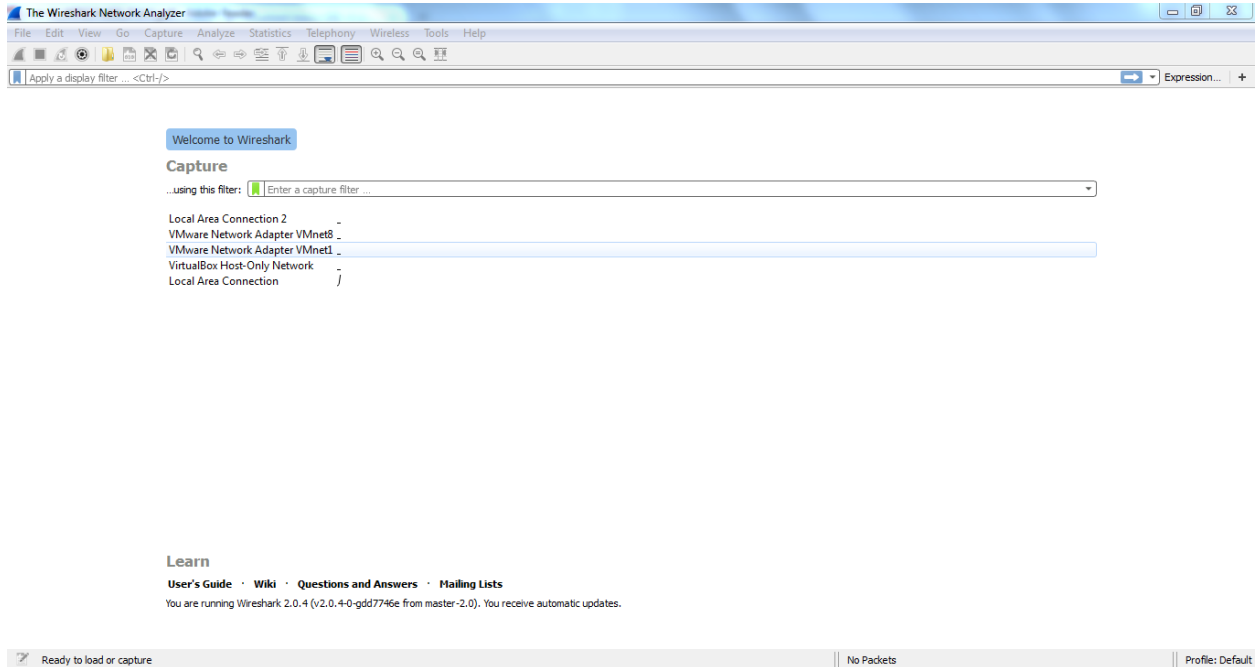 The Wireshark Network Analyzer
File Edit View Go Capture Analyze Statistics Telephony Wireless Tools Help
Apply a display filter ... <Ctrl-/> Expression... +
Welcome to Wireshark
Capture
...using this filter: Enter a capture filter ...
Local Area Connection 2
VMware Network Adapter VMnet8
VMware Network Adapter VMnet1
VirtualBox Host-Only Network
Local Area Connection
Learn
User's Guide · Wiki · Questions and Answers · Mailing Lists
You are running Wireshark 2.0.4 (v2.0.4-0-gdd7746e from master-2.0). You receive automatic updates.
Ready to load or capture No Packets Profile: Default